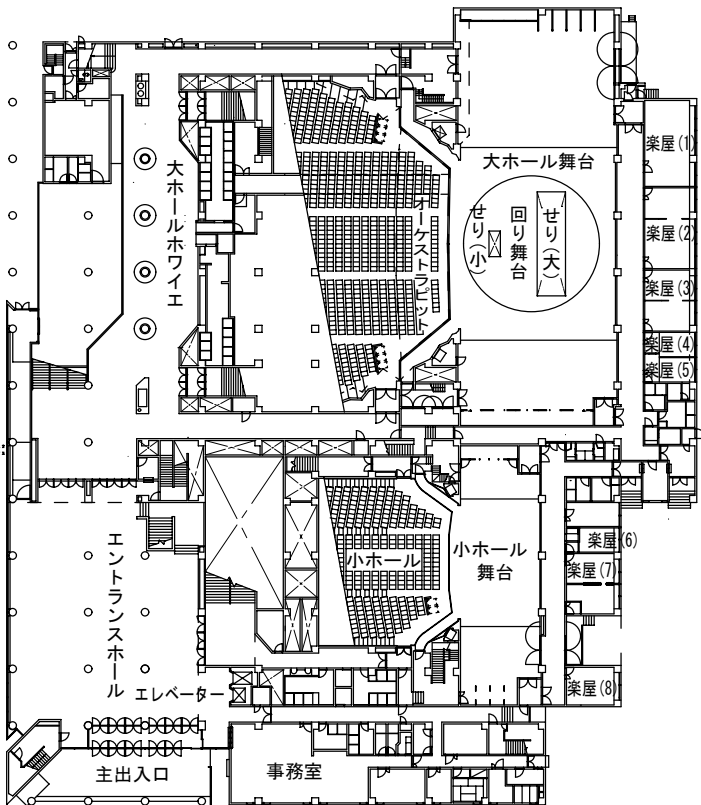 楽屋(1)
大ホール舞台
大ホールホワイエ
オーケストラピット
せり(小)
回り舞台
せり(大)
楽屋(2)
楽屋(3)
楽屋(4)
楽屋(5)
エントランスホール
小ホール
小ホール
舞台
楽屋(6)
楽屋(7)
楽屋(8)
エレベーター
主出入口
事務室